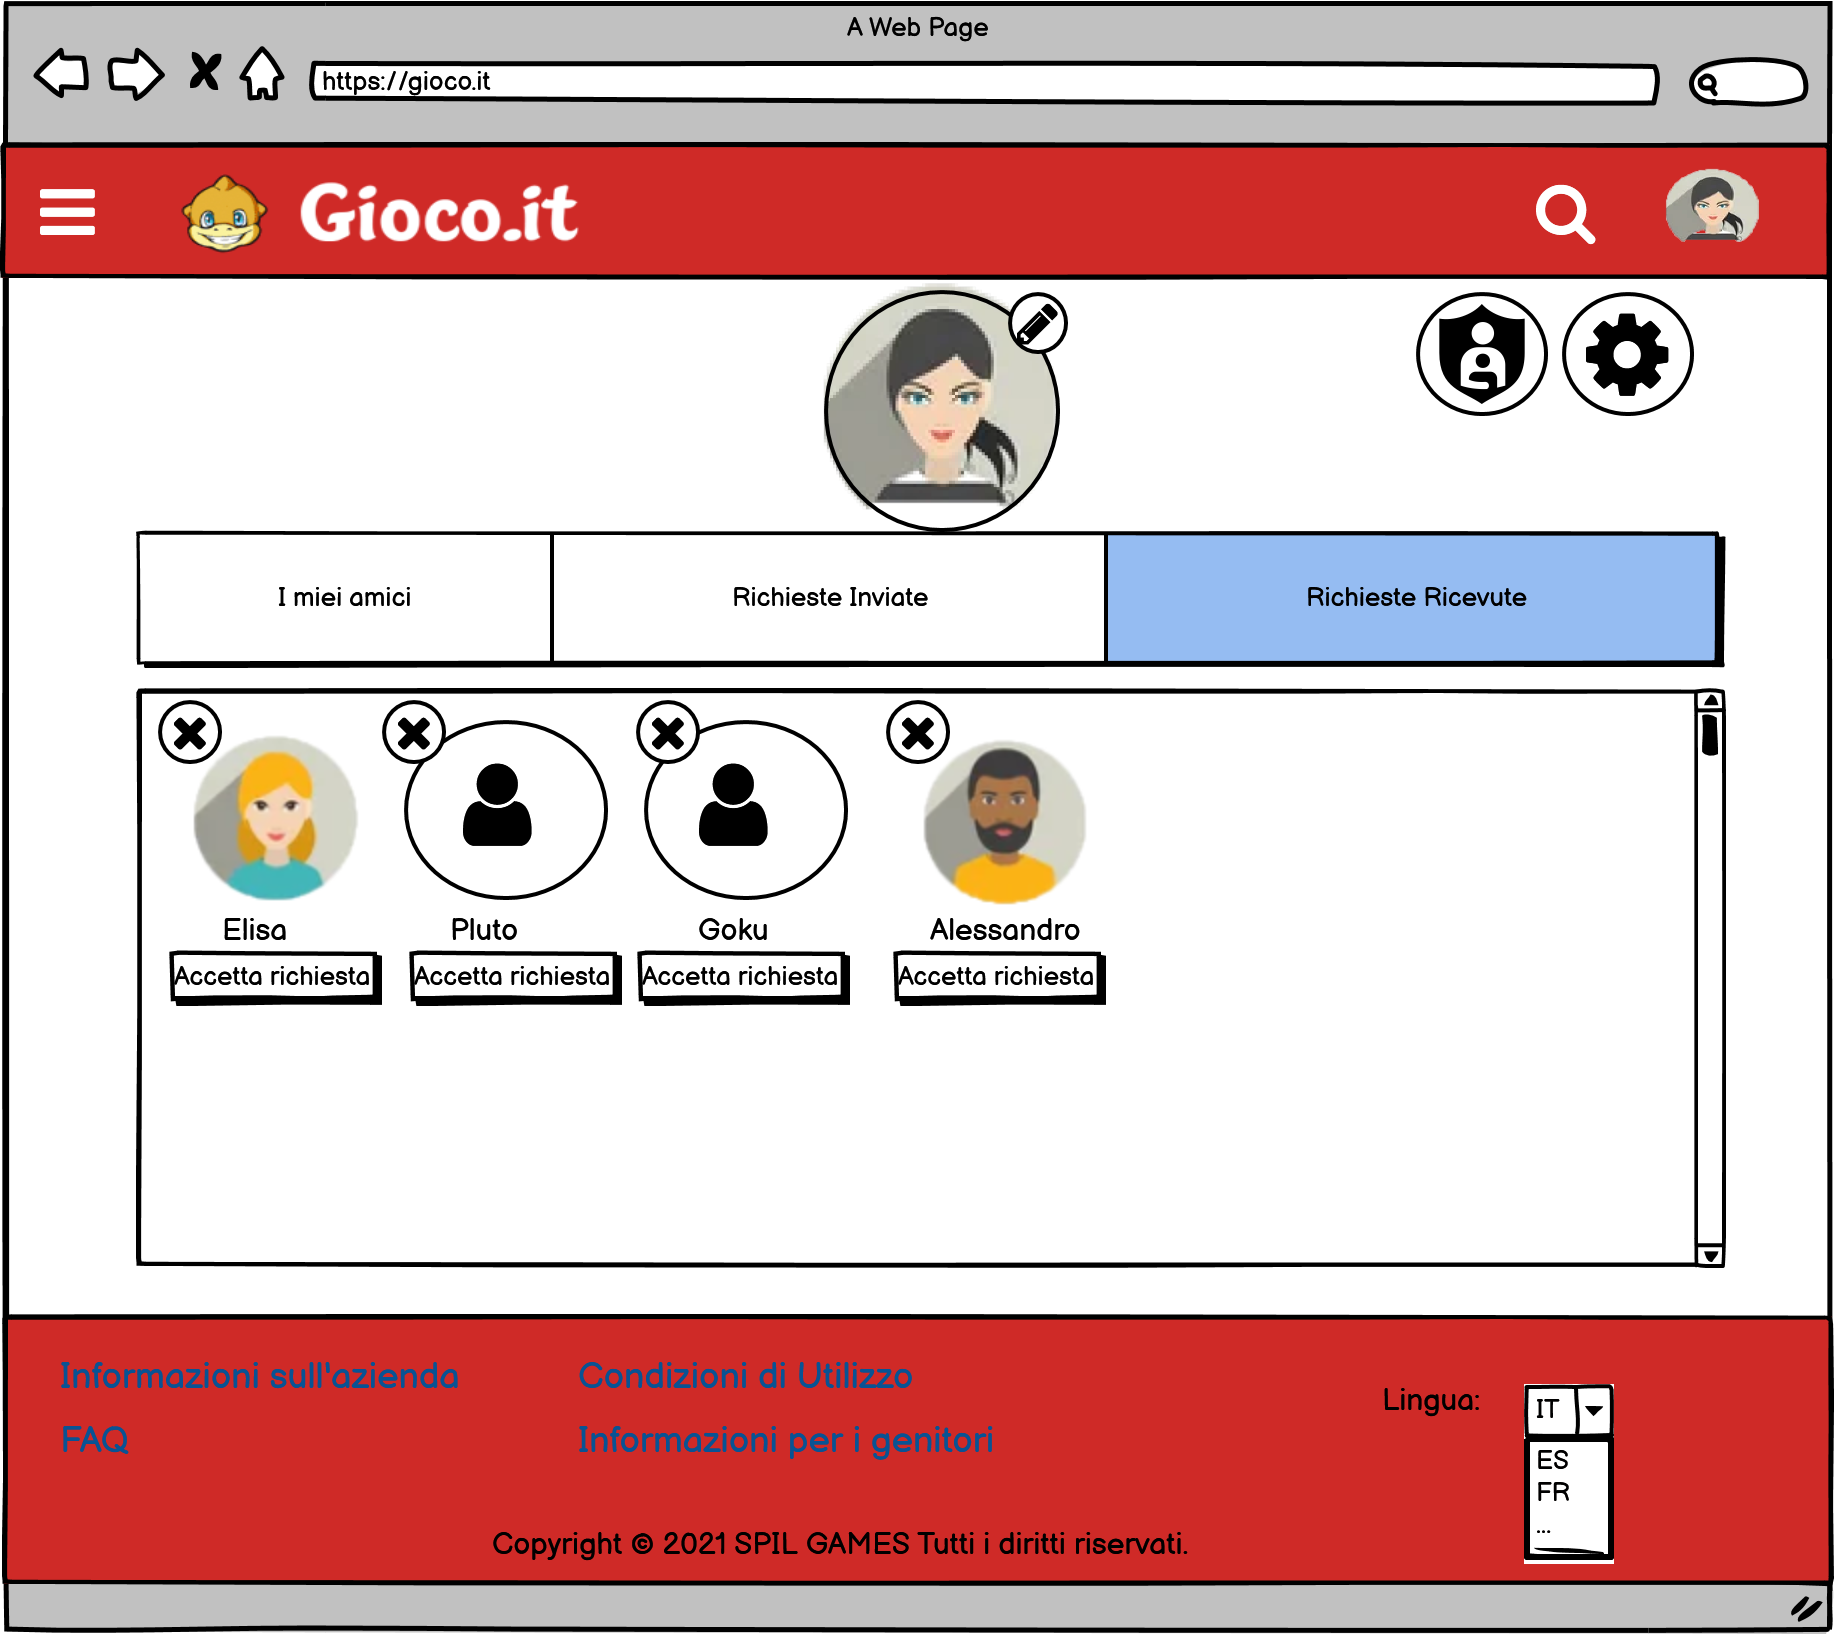 A Web Page
https://gioco.it
Gioco.it
I miei amici
Richieste Inviate
Richieste Ricevute
Elisa
Pluto
Goku
Alessandro
Accetta richiesta
Accetta richiesta
Accetta richiesta
Accetta richiesta
Informazioni sull'azienda
Condizioni di Utilizzo
FAQ
Informazioni per i genitori
Lingua:
IT
ES
FR
...
Copyright © 2021 SPIL GAMES Tutti i diritti riservati.